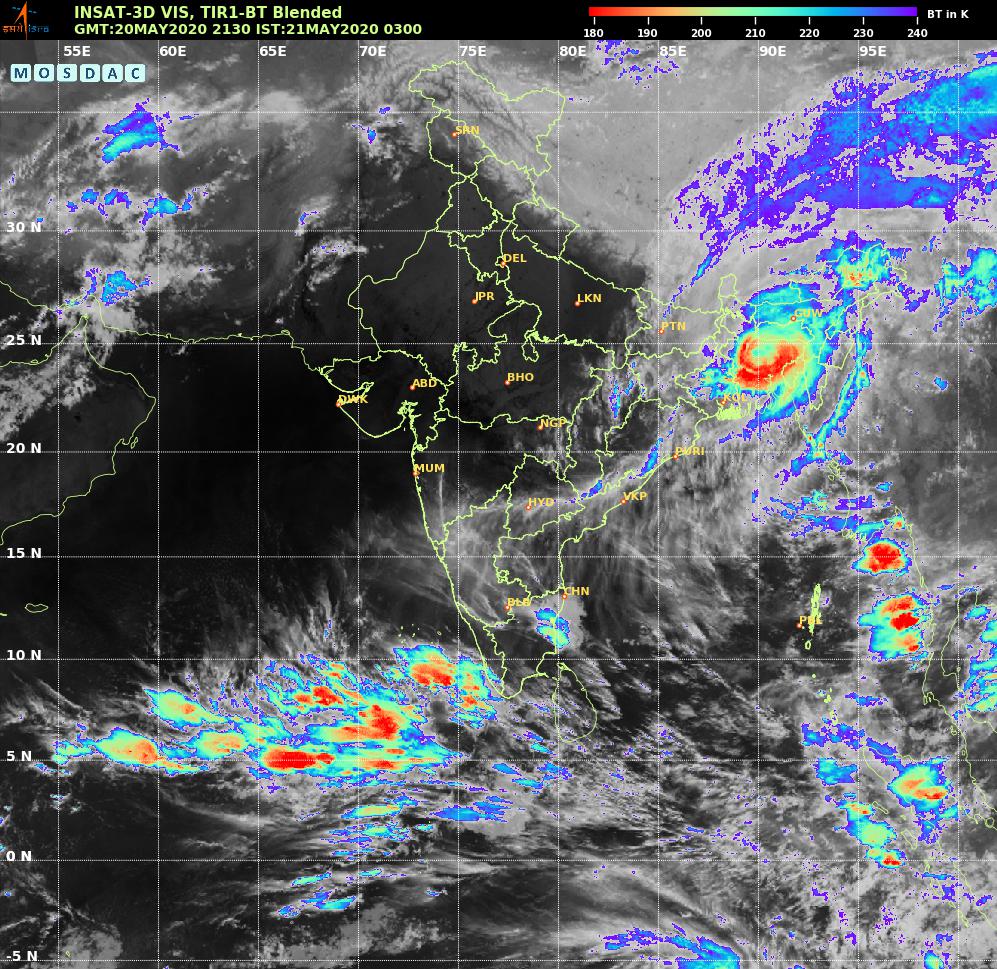 INSAT-3D VIS, TIR1-BT Blended
GMT:20MAY2020 2130 IST:21MAY2020 0300
BT in K
180 190 200 210 220 230 240
55E 60E 65E 70E 75E 80E 85E 90E 95E
M O S D A C
SRN
30 N
DEL
JPR
LKN
GUW
PTN
25 N
BHO
ABD
DWK
KOL
NGP
20 N
PURI
MUM
VKP
HYD
15 N
CHN
BLR
PBL
10 N
5 N
0 N
-5 N